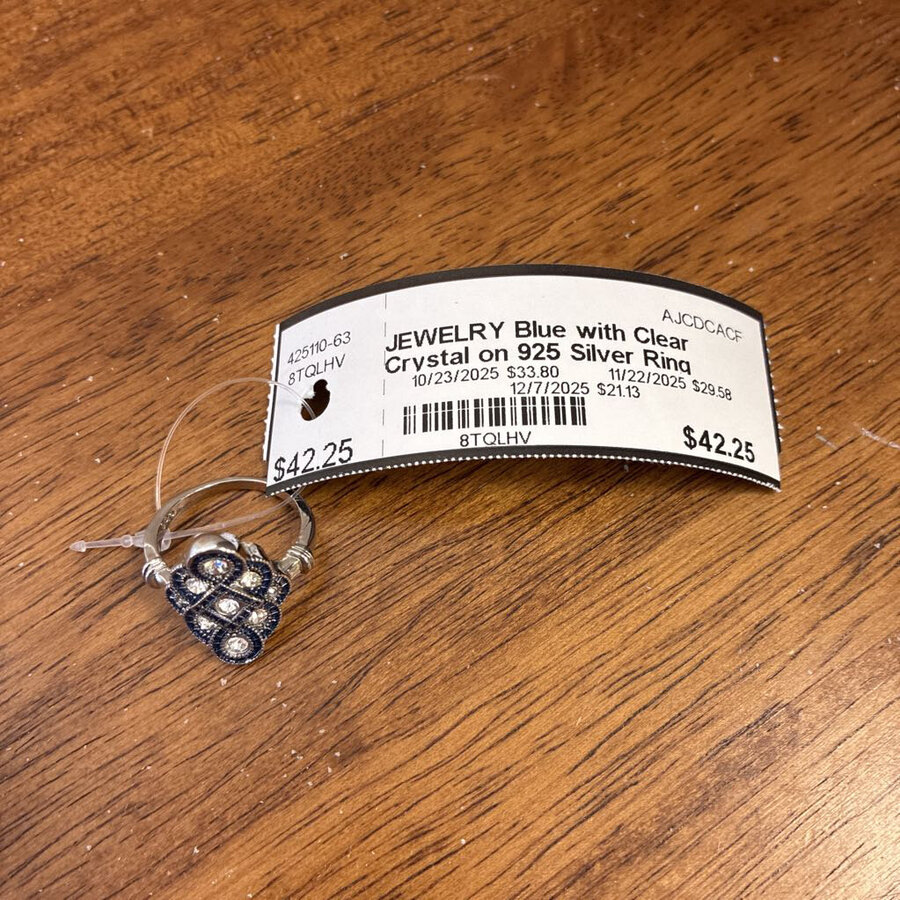 425110-63
8TQLHV
$42.25
AJCDCACF
JEWELRY Blue with Clear
Crystal on 925 Silver Ring
10/23/2025 $33.80 11/22/2025 $29.58
12/7/2025 $21.13
8TQLHV
$42.25